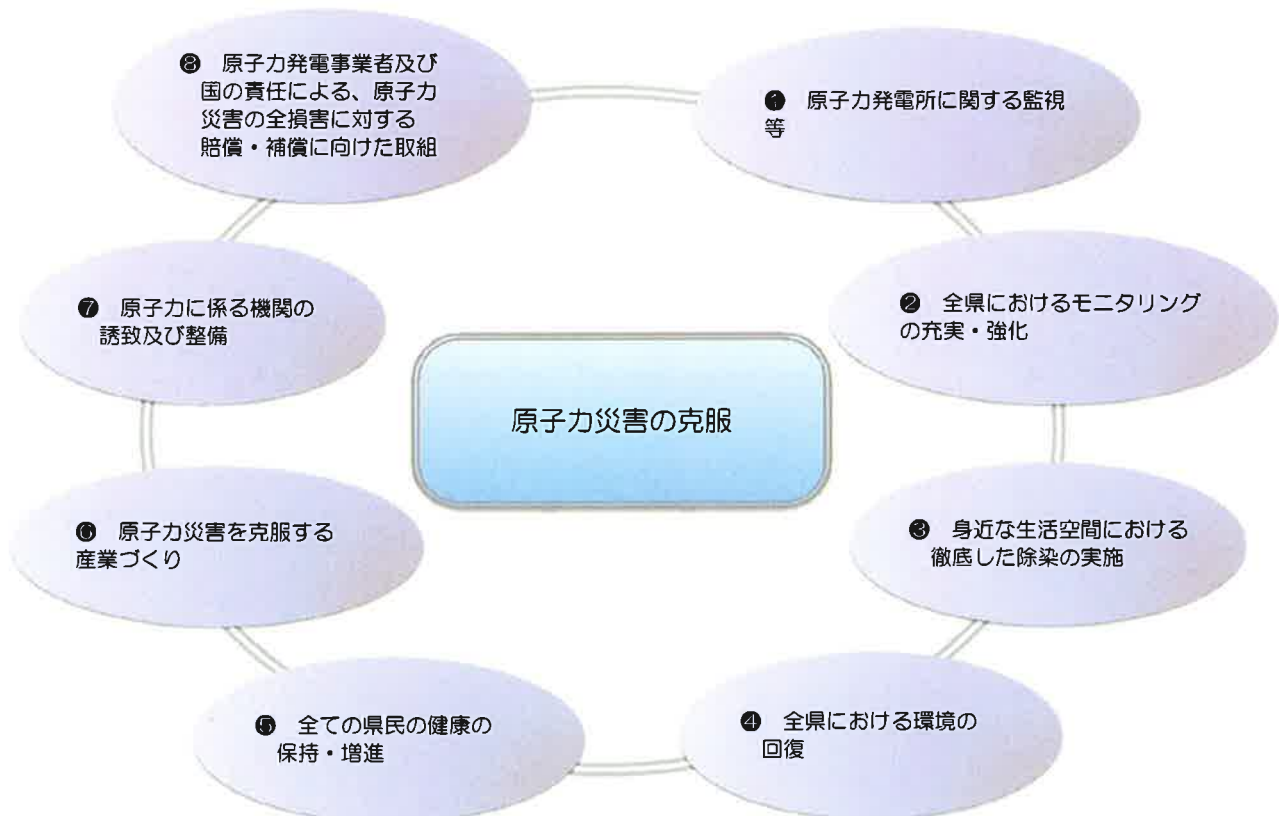 ❶　原子力発電所に関する監視
等
❷　全県におけるモニタリング
の充実・強化
❸　身近な生活空間における
徹底した除染の実施
❹　全県における環境の
回復
❺　全ての県民の健康の
保持・増進
❻　原子力災害を克服する
産業づくり
❼　原子力に係る機関の
誘致及び整備
❽　原子力発電事業者及び
国の責任による、原子力
災害の全損害に対する
賠償・補償に向けた取組
原子力災害の克服